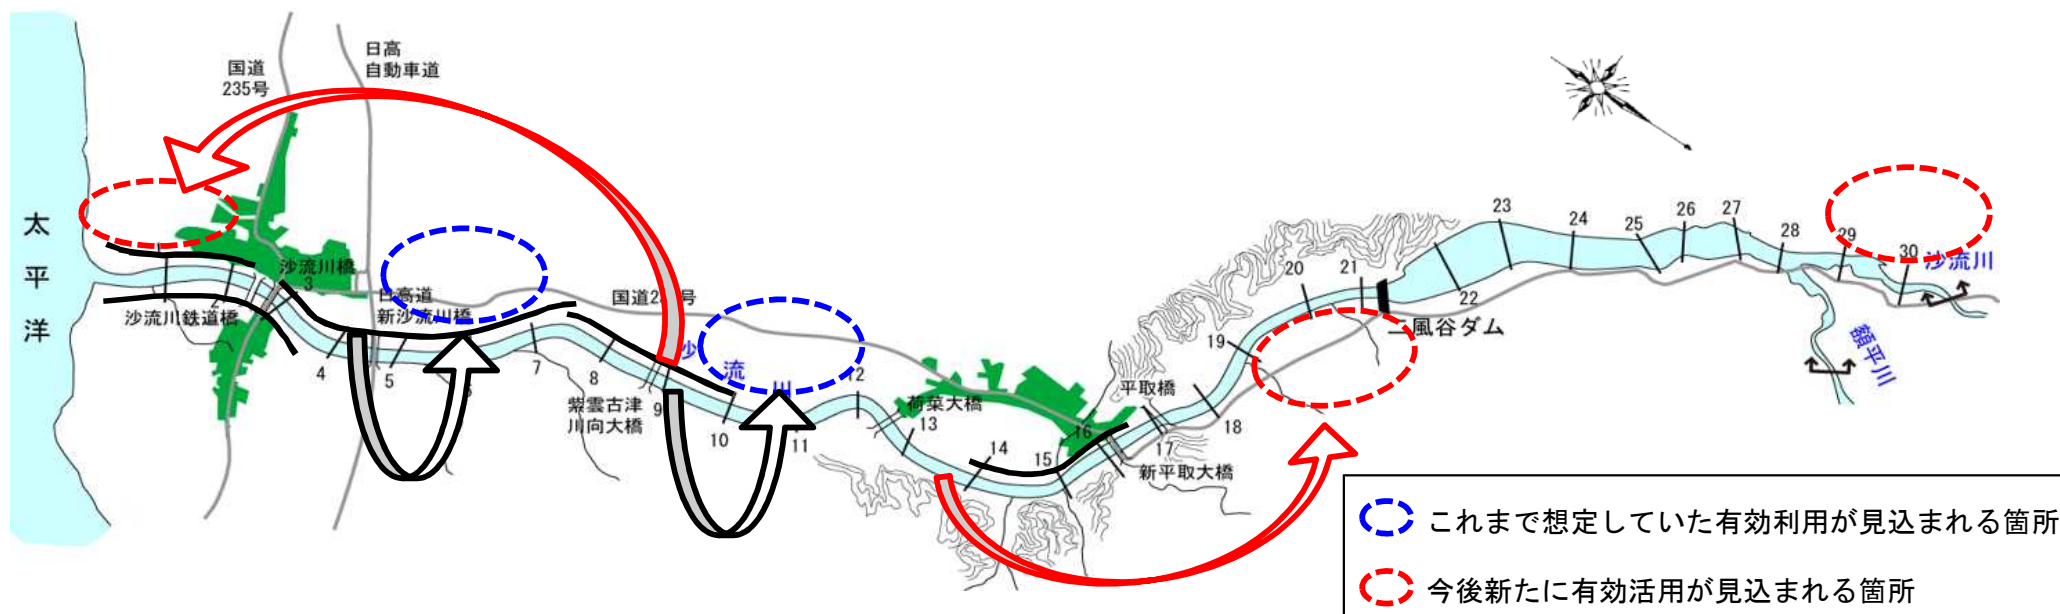 国道
235号
日高
自動車道
太平洋
沙流川橋
沙流川鉄道橋
日高道
新沙流川橋
国道2
号
紫雲古津
川向大橋
沙
流
川
荷菜大橋
平取橋
新平取大橋
二風谷ダム
沙流川
額平川
2
3
4
5
6
7
8
9
10
11
12
13
14
15
16
17
18
19
20
21
22
23
24
25
26
27
28
29
30
これまで想定していた有効利用が見込まれる箇所
今後新たに有効活用が見込まれる箇所